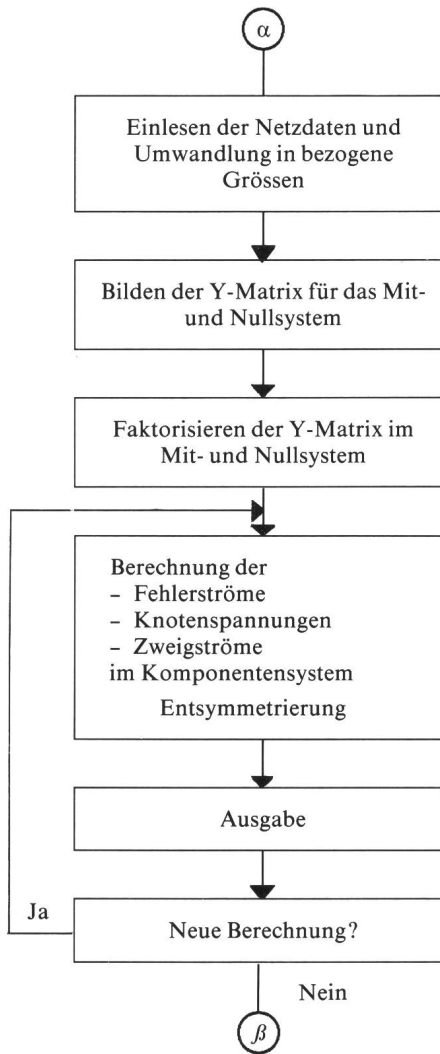 α
Einlesen der Netzdaten und
Umwandlung in bezogene
Grössen
Bilden der Y-Matrix für das Mit-
und Nullsystem
Faktorisieren der Y-Matrix im
Mit- und Nullsystem
Berechnung der
– Fehlerströme
– Knotenspannungen
– Zweigströme
im Komponentensystem
Entsymmetrierung
Ausgabe
Ja
Neue Berechnung?
Nein
β